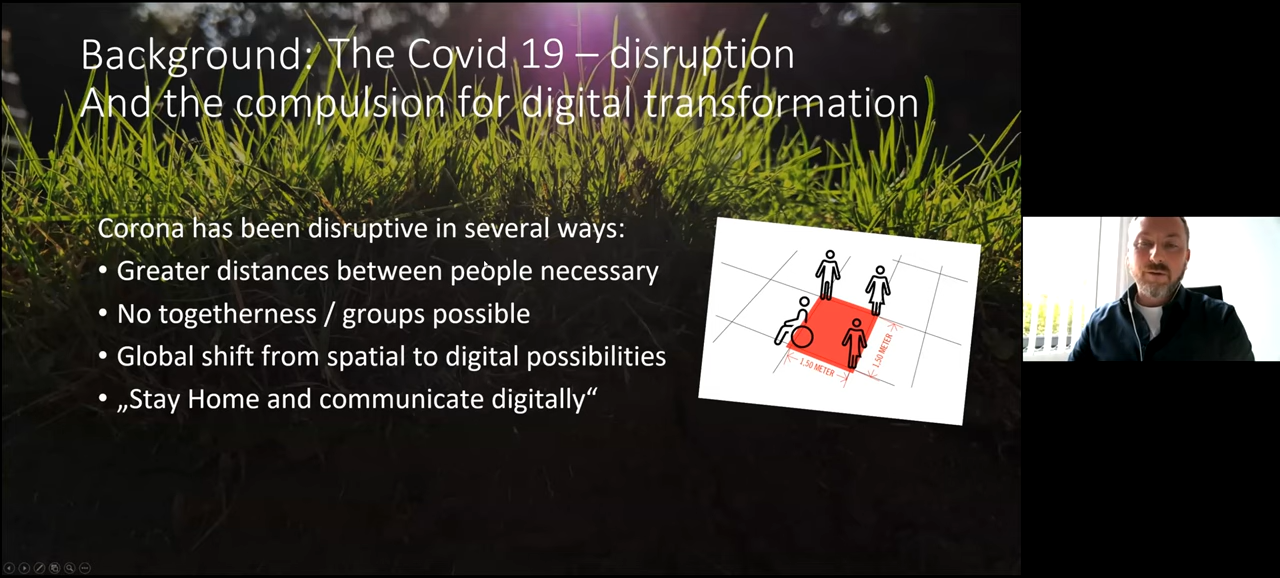 Background: The Covid 19 – disruption
And the compulsion for digital transformation
Corona has been disruptive in several ways:
• Greater distances between people necessary
• No togetherness / groups possible
• Global shift from spatial to digital possibilities
• „Stay Home and communicate digitally“
1,50 METER
1,50 METER